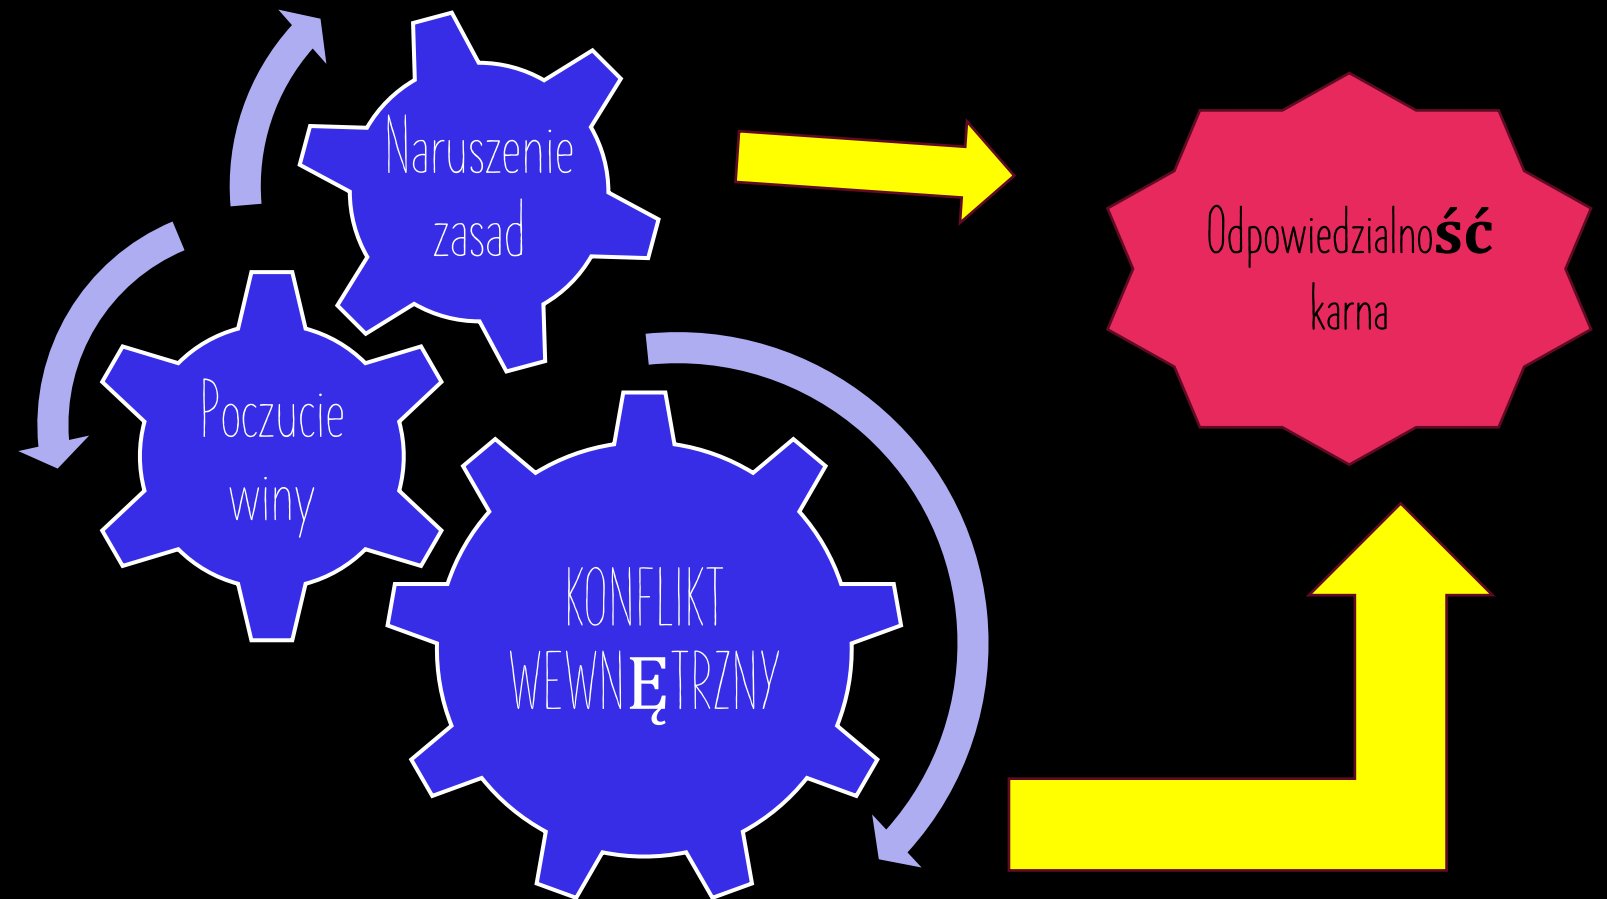 Naruszenie
zasad
Odpowiedzialność
karna
Poczucie
winy
KONFLIKT
WEWNĘTRZNY